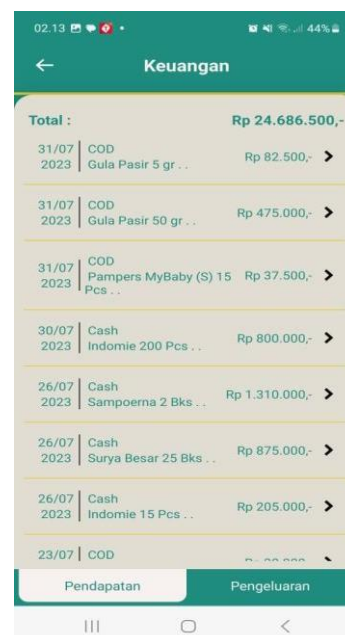 02.13 44%
Keuangan
Total : Rp 24.686.500,-
31/07 COD
2023 Gula Pasir 5 gr . . Rp 82.500,-
31/07 COD
2023 Gula Pasir 50 gr . . Rp 475.000,-
31/07 COD
2023 Pampers MyBaby (S) 15 Rp 37.500,-
Pcs . .
30/07 Cash
2023 Indomie 200 Pcs . . Rp 800.000,-
26/07 Cash
2023 Sampoerna 2 Bks . . Rp 1.310.000,-
26/07 Cash
2023 Surya Besar 25 Bks . . Rp 875.000,-
26/07 Cash
2023 Indomie 15 Pcs . . Rp 205.000,-
23/07 COD
Pendapatan Pengeluaran